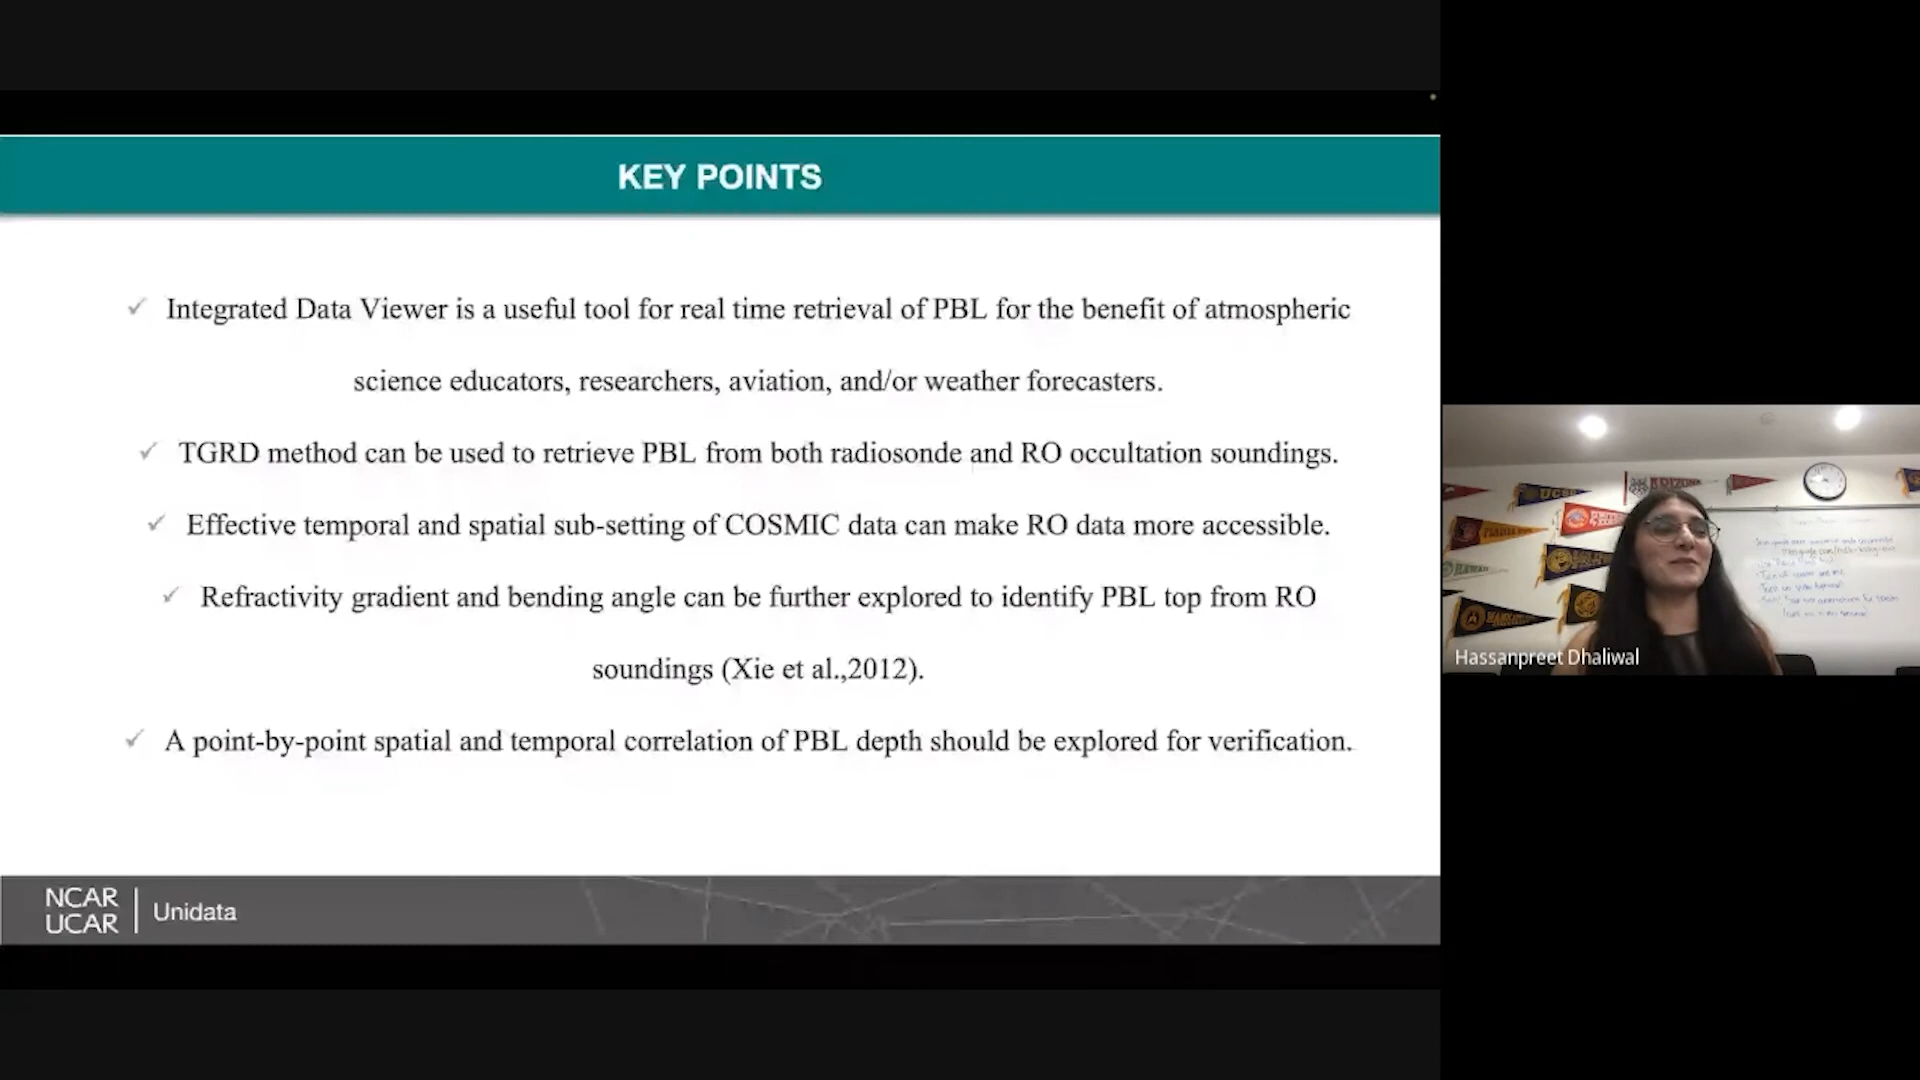 KEY POINTS
✓ Integrated Data Viewer is a useful tool for real time retrieval of PBL for the benefit of atmospheric
science educators, researchers, aviation, and/or weather forecasters.
✓ TGRD method can be used to retrieve PBL from both radiosonde and RO occultation soundings.
✓ Effective temporal and spatial sub-setting of COSMIC data can make RO data more accessible.
✓ Refractivity gradient and bending angle can be further explored to identify PBL top from RO
soundings (Xie et al.,2012).
✓ A point-by-point spatial and temporal correlation of PBL depth should be explored for verification.
NCAR
UCAR
Unidata
UCSB
ARIZONA
HAWAII
Hassanpreet Dhaliwal